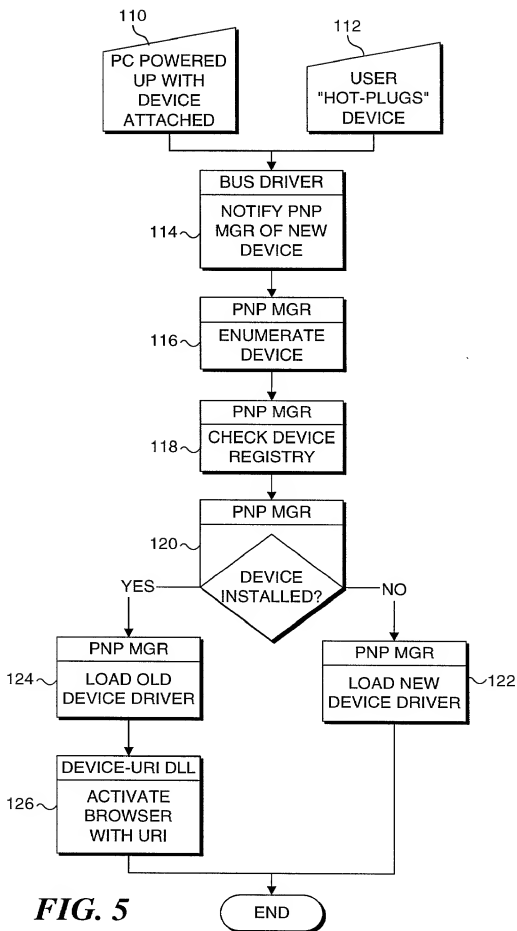 110
PC POWERED
UP WITH
DEVICE
ATTACHED
112
USER
"HOT-PLUGS"
DEVICE
BUS DRIVER
114
NOTIFY PNP
MGR OF NEW
DEVICE
PNP MGR
116
ENUMERATE
DEVICE
PNP MGR
118
CHECK DEVICE
REGISTRY
PNP MGR
120
DEVICE
INSTALLED?
YES
NO
PNP MGR
124
LOAD OLD
DEVICE DRIVER
PNP MGR
LOAD NEW
DEVICE DRIVER
122
DEVICE-URI DLL
126
ACTIVATE
BROWSER
WITH URI
FIG. 5
END